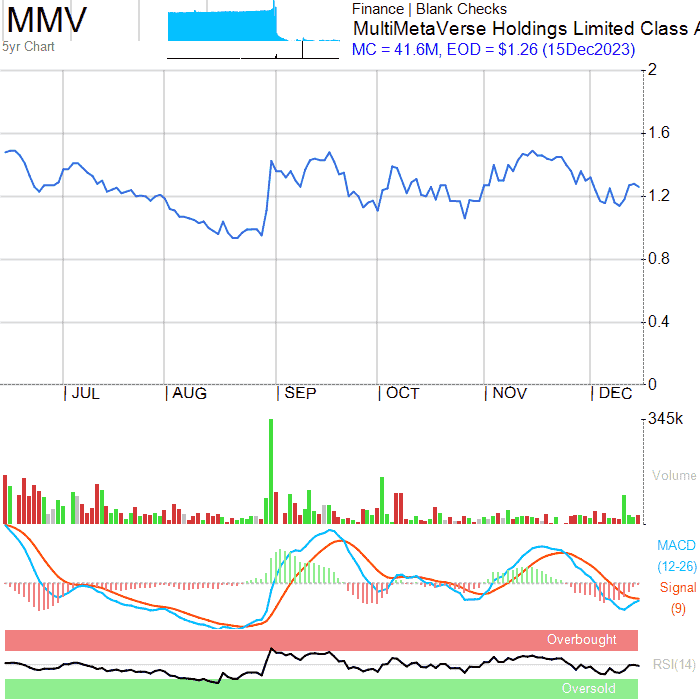 MMV
5yr Chart
Finance | Blank Checks
MultiMetaVerse Holdings Limited Class A
MC = 41.6M, EOD = $1.26 (15Dec2023)
2
1.6
1.2
0.8
0.4
0
JUL AUG SEP OCT NOV DEC
345k
Volume
MACD
(12-26)
Signal
(9)
Overbought
RSI(14)
Oversold